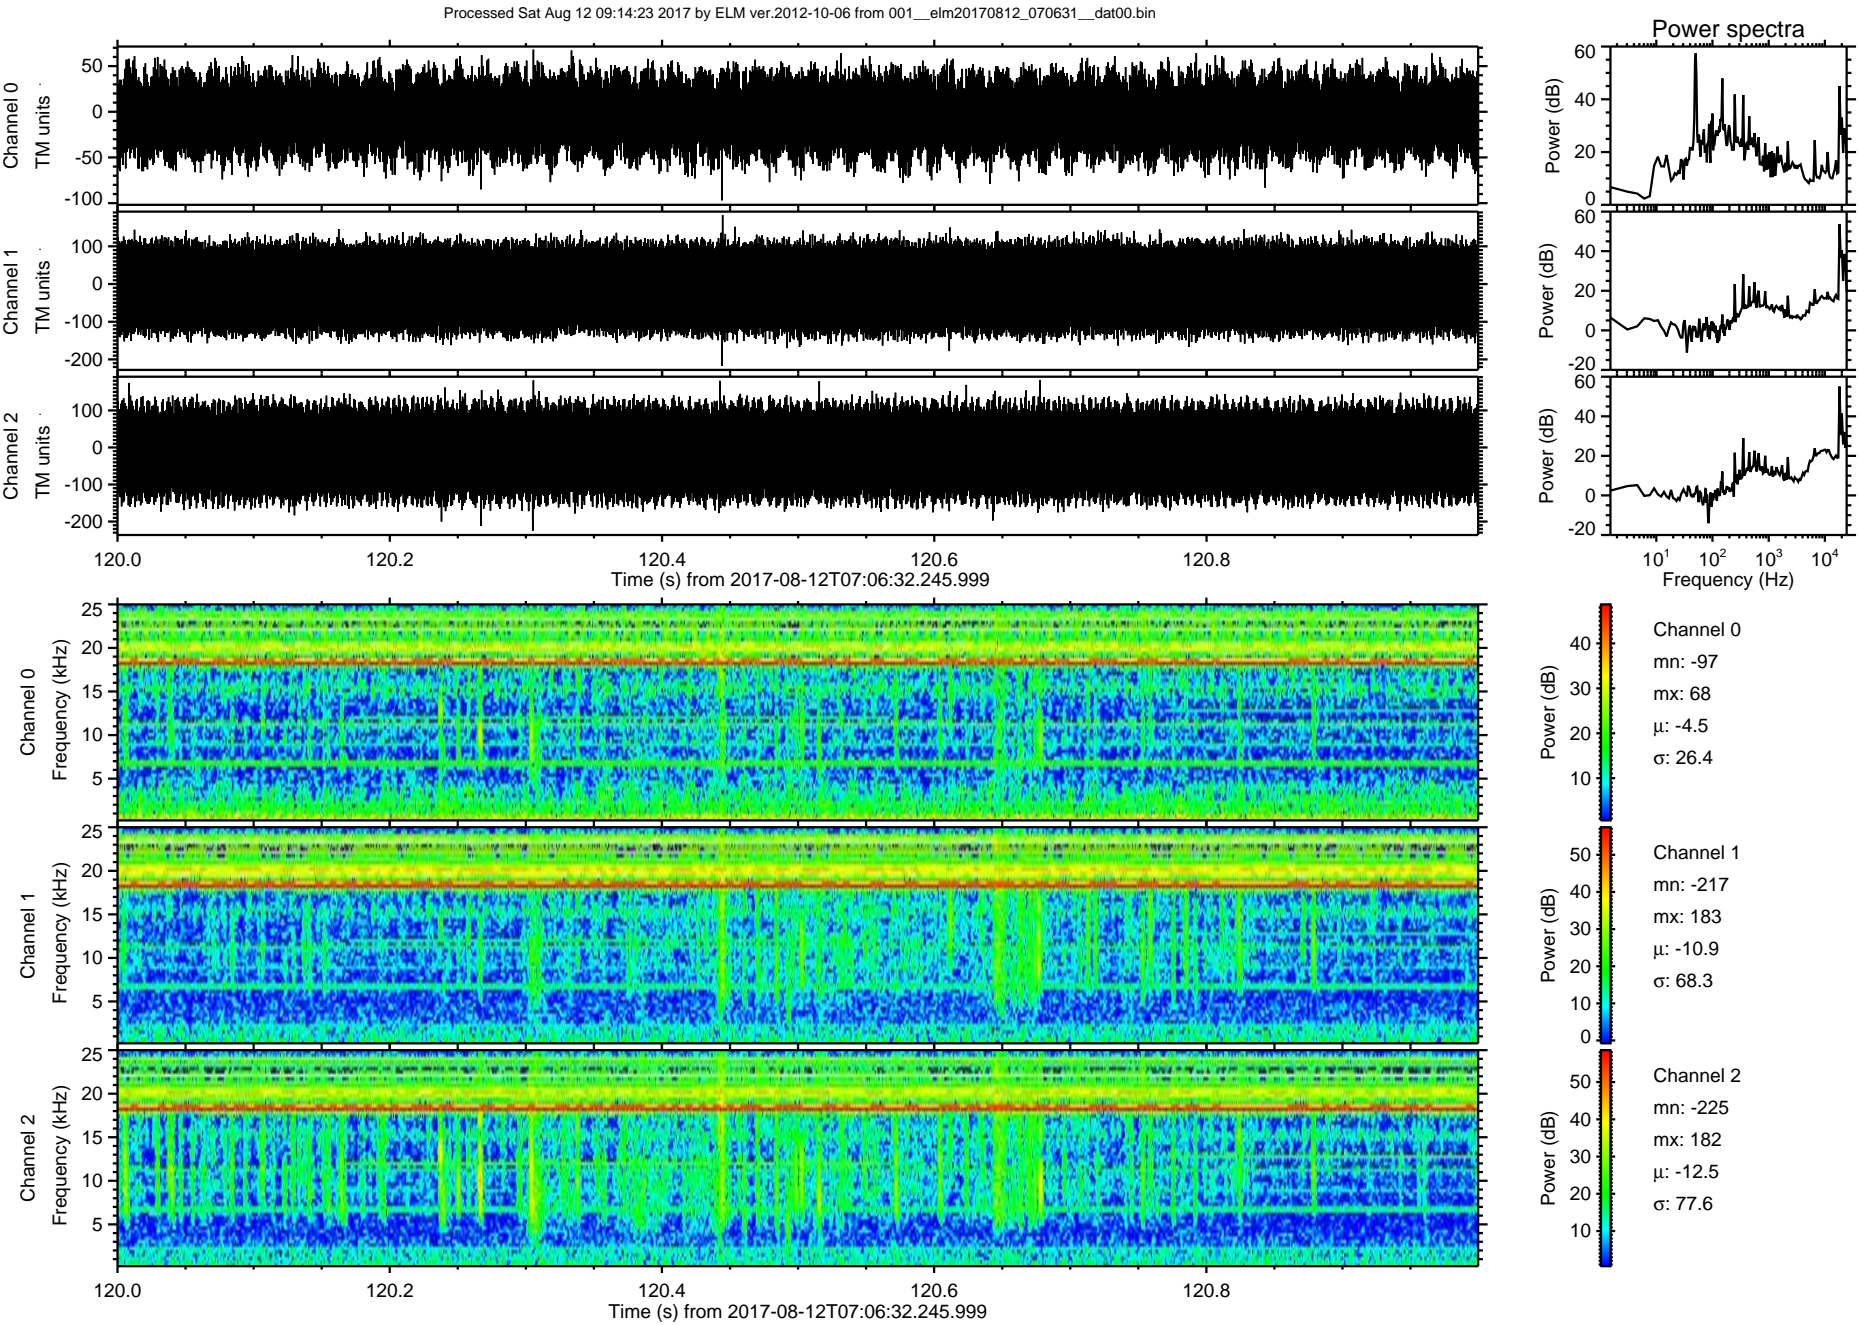 Processed Sat Aug 12 09:14:23 2017 by ELM ver.2012-10-06 from 001__elm20170812_070631__dat00.bin
Power spectra
Channel 0
TM units
50
0
-50
-100
Power (dB)
60
40
20
0
Channel 1
TM units
100
0
-100
-200
Power (dB)
60
40
20
0
-20
Channel 2
TM units
100
0
-100
-200
Power (dB)
60
40
20
0
-20
120.0 120.2 120.4 120.6 120.8
Time (s) from 2017-08-12T07:06:32.245.999
10¹ 10² 10³ 10⁴
Frequency (Hz)
Channel 0
Frequency (kHz)
25
20
15
10
5
Power (dB)
40
30
20
10
Channel 0
mn: -97
mx: 68
µ: -4.5
σ: 26.4
Channel 1
Frequency (kHz)
25
20
15
10
5
Power (dB)
50
40
30
20
10
0
Channel 1
mn: -217
mx: 183
µ: -10.9
σ: 68.3
Channel 2
Frequency (kHz)
25
20
15
10
5
Power (dB)
50
40
30
20
10
Channel 2
mn: -225
mx: 182
µ: -12.5
σ: 77.6
120.0 120.2 120.4 120.6 120.8
Time (s) from 2017-08-12T07:06:32.245.999